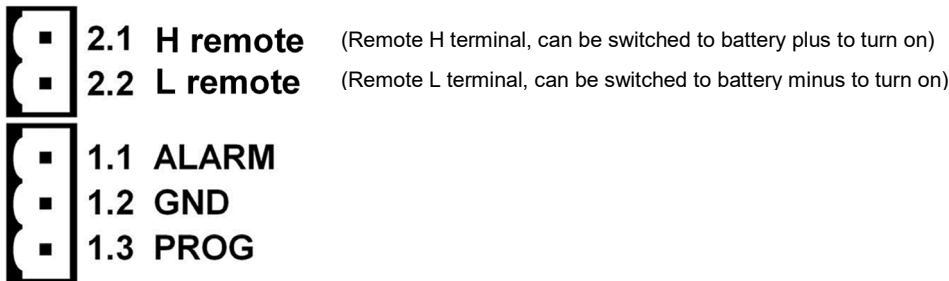 2.1 H remote (Remote H terminal, can be switched to battery plus to turn on)
2.2 L remote (Remote L terminal, can be switched to battery minus to turn on)
1.1 ALARM
1.2 GND
1.3 PROG